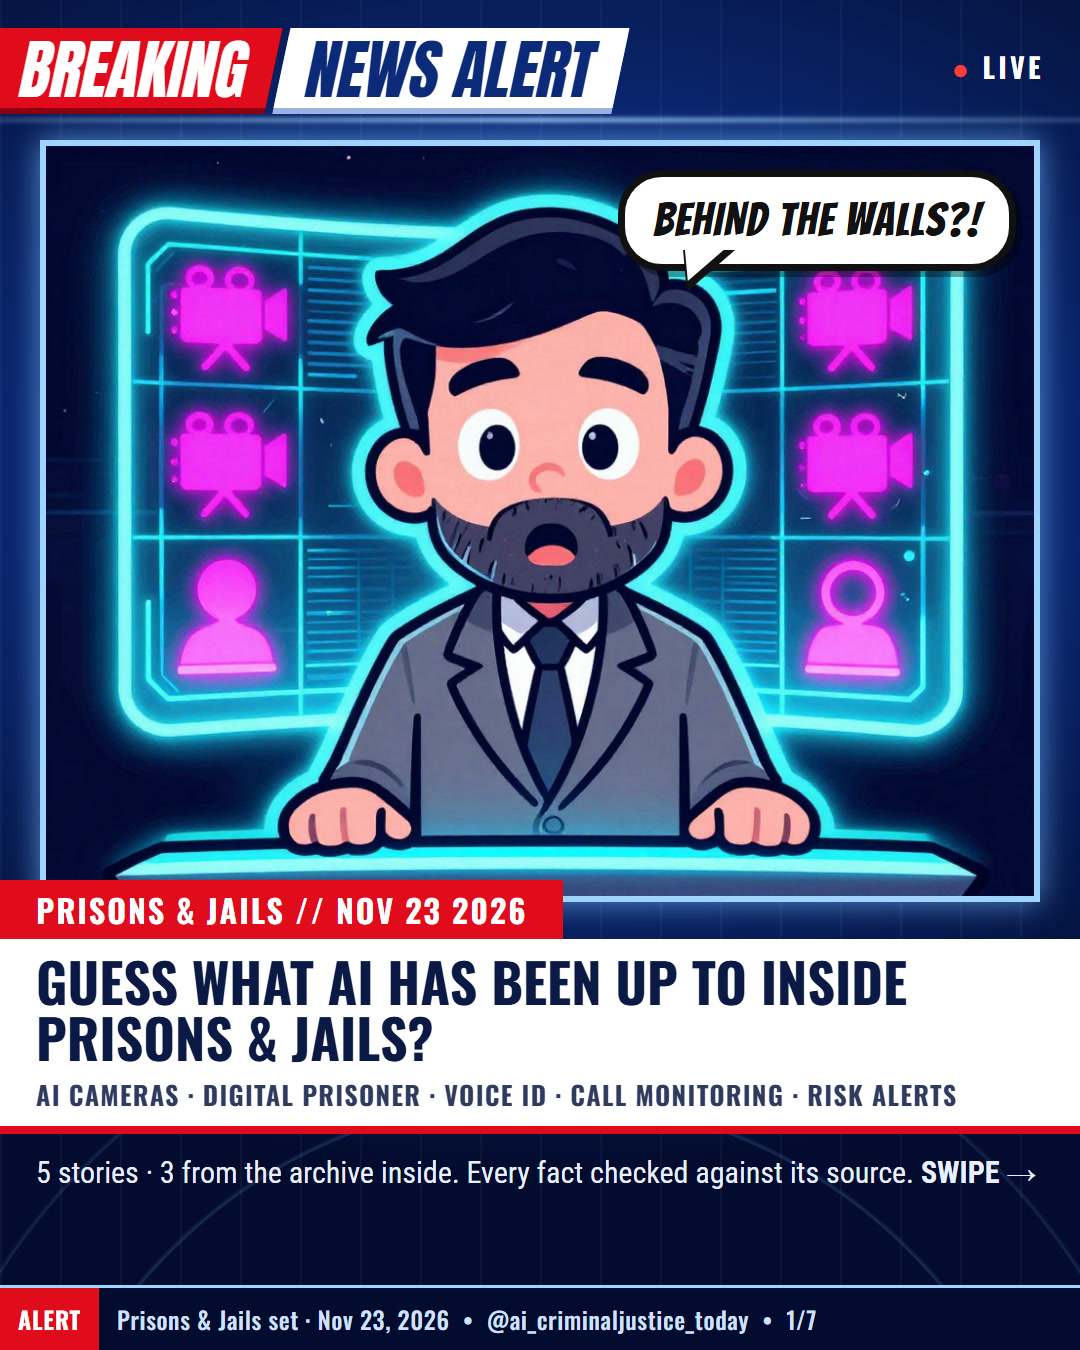 BREAKING NEWS ALERT
LIVE
BEHIND THE WALLS?!
PRISONS & JAILS // NOV 23 2026
GUESS WHAT AI HAS BEEN UP TO INSIDE
PRISONS & JAILS?
AI CAMERAS · DIGITAL PRISONER · VOICE ID · CALL MONITORING · RISK ALERTS
5 stories · 3 from the archive inside. Every fact checked against its source. SWIPE →
ALERT Prisons & Jails set · Nov 23, 2026 • @ai_criminaljustice_today • 1/7